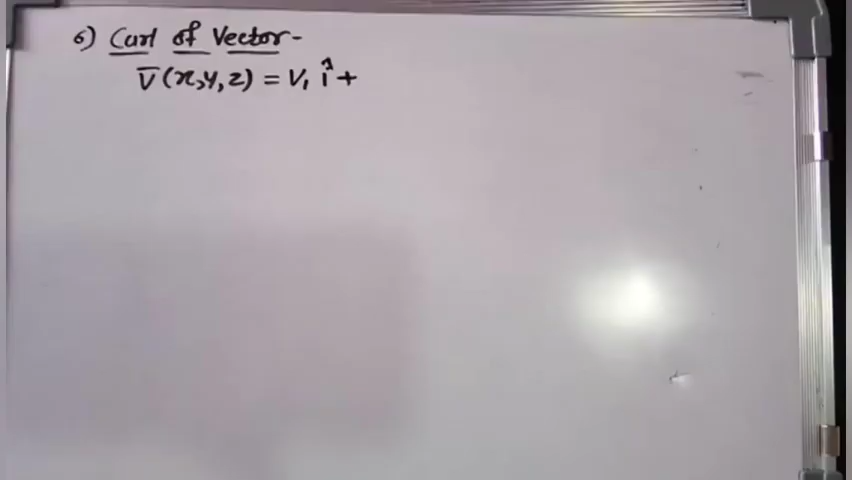 6) Curl of Vector-
V̅(x,y,z) = V₁ î +